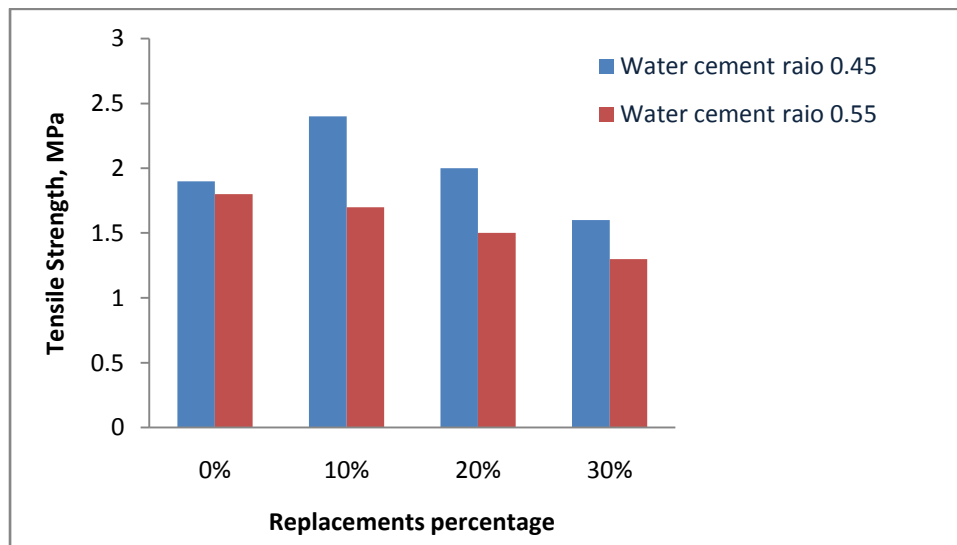 3
2.5
2
1.5
1
0.5
0
Tensile Strength, MPa
Water cement raio 0.45
Water cement raio 0.55
0% 10% 20% 30%
Replacements percentage